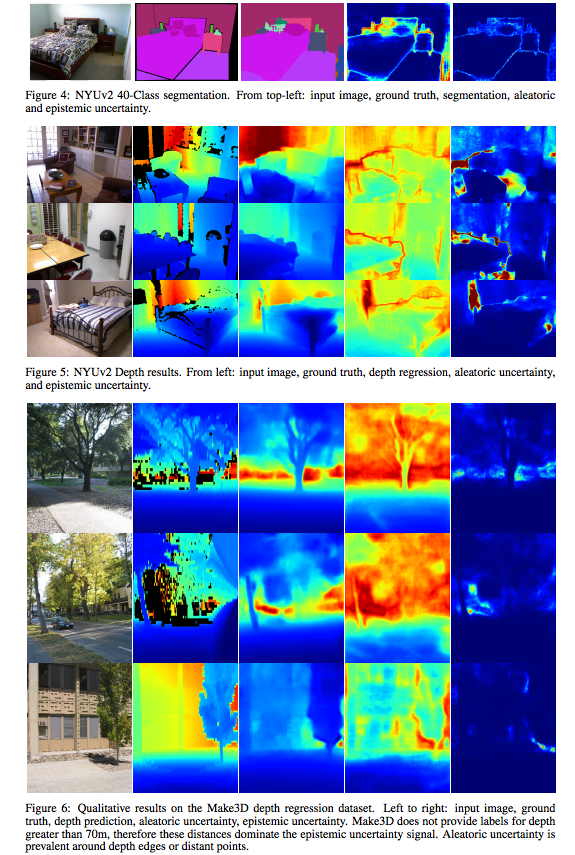 Figure 4: NYUv2 40-Class segmentation. From top-left: input image, ground truth, segmentation, aleatoric
and epistemic uncertainty.
Figure 5: NYUv2 Depth results. From left: input image, ground truth, depth regression, aleatoric uncertainty,
and epistemic uncertainty.
Figure 6: Qualitative results on the Make3D depth regression dataset. Left to right: input image, ground
truth, depth prediction, aleatoric uncertainty, epistemic uncertainty. Make3D does not provide labels for depth
greater than 70m, therefore these distances dominate the epistemic uncertainty signal. Aleatoric uncertainty is
prevalent around depth edges or distant points.